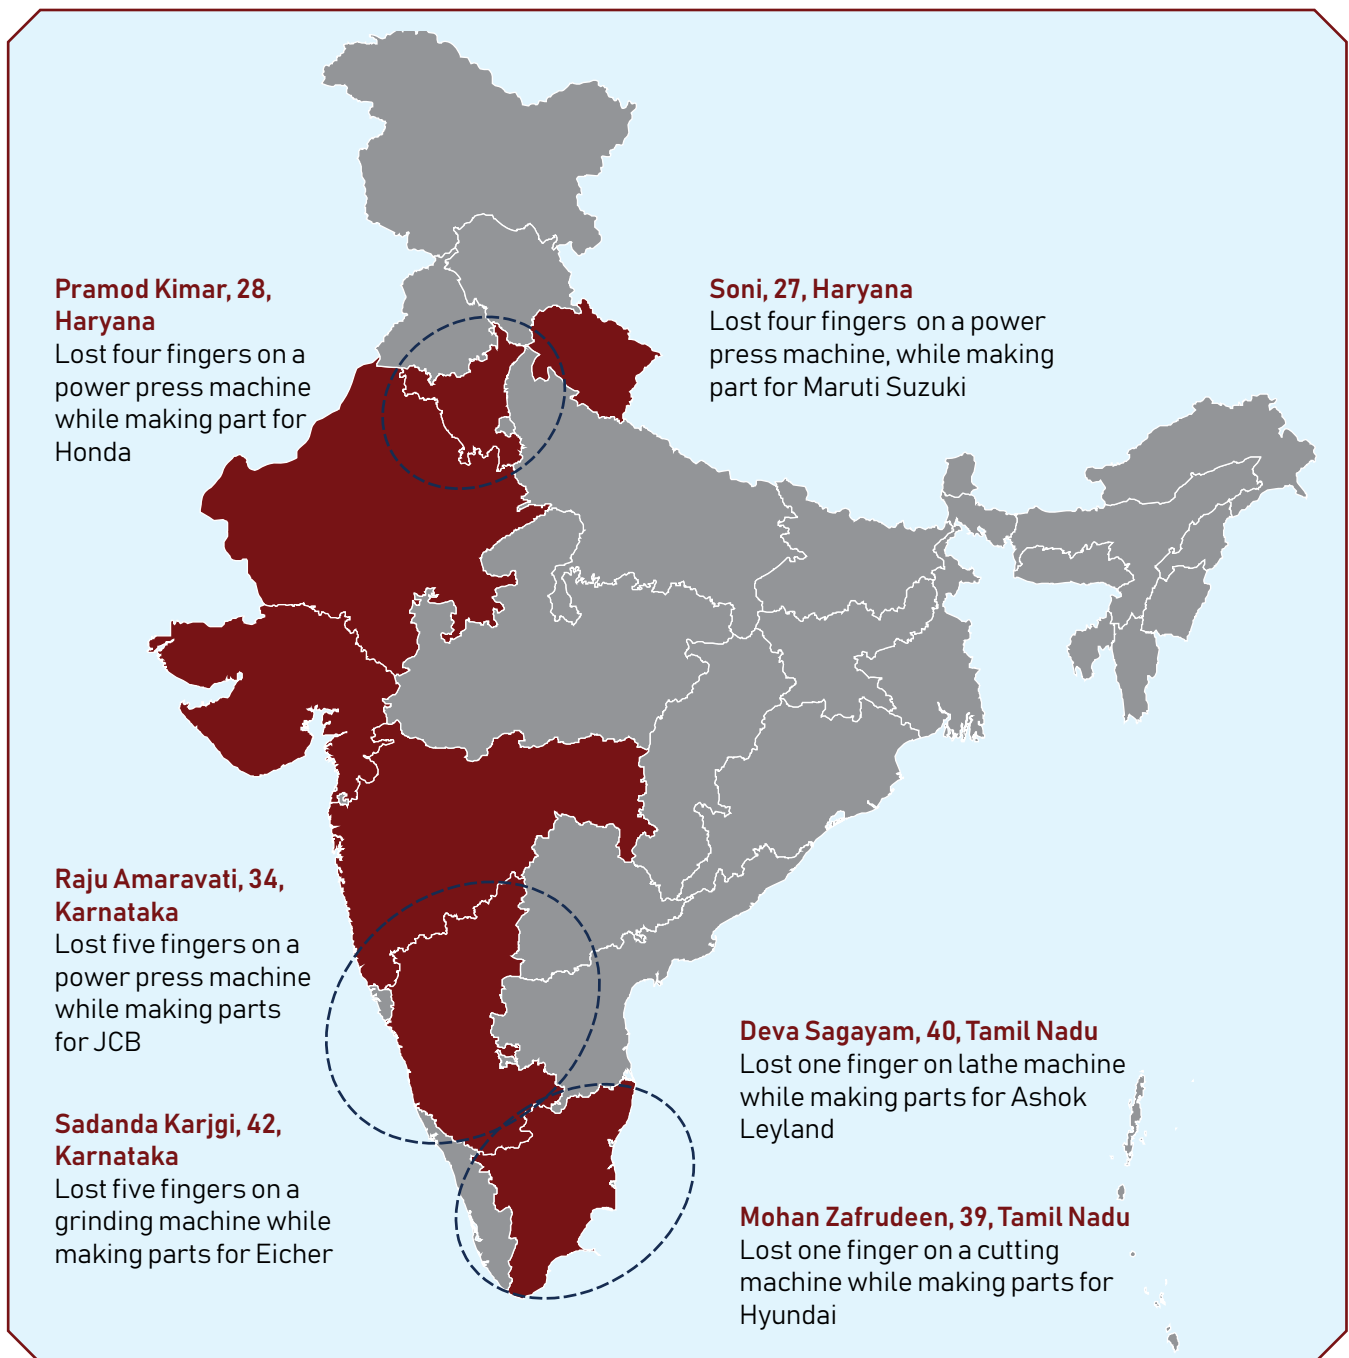 Pramod Kimar, 28,
Haryana
Lost four fingers on a
power press machine
while making part for
Honda
Soni, 27, Haryana
Lost four fingers on a power
press machine, while making
part for Maruti Suzuki
Raju Amaravati, 34,
Karnataka
Lost five fingers on a
power press machine
while making parts
for JCB
Sadanda Karjgi, 42,
Karnataka
Lost five fingers on a
grinding machine while
making parts for Eicher
Deva Sagayam, 40, Tamil Nadu
Lost one finger on lathe machine
while making parts for Ashok
Leyland
Mohan Zafrudeen, 39, Tamil Nadu
Lost one finger on a cutting
machine while making parts for
Hyundai